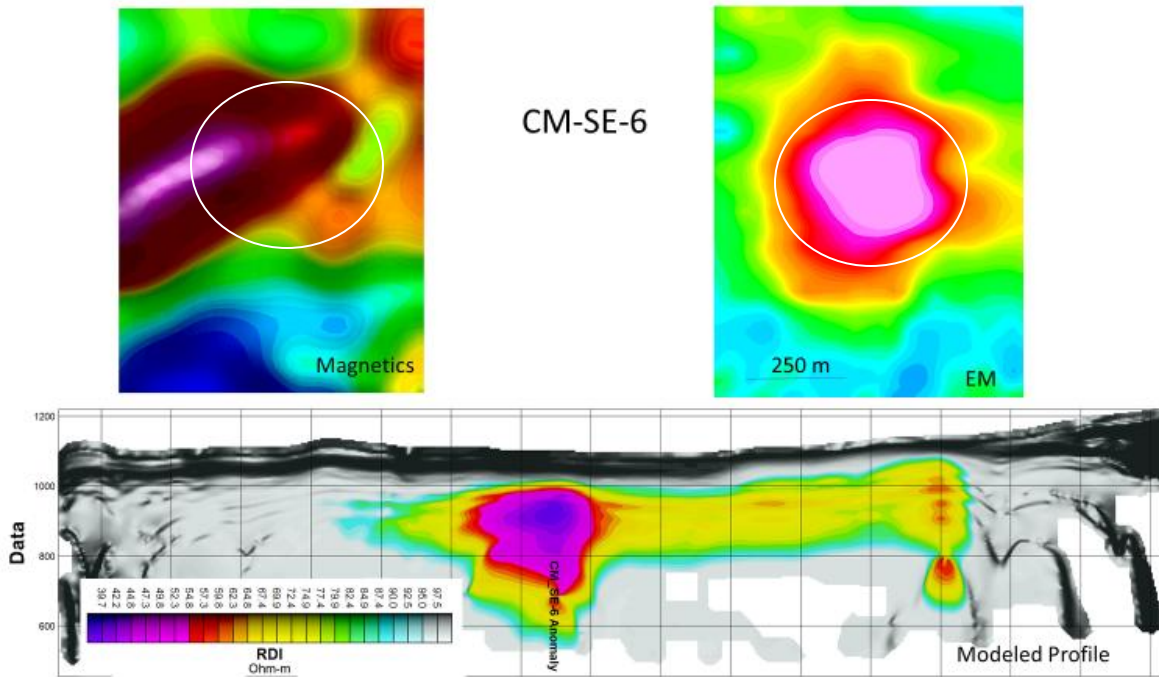 CM-SE-6
Magnetics
250 m
EM
1200
1000
800
600
Data
CM_SE-6 Anomaly
39.7 42.2 44.8 47.3 49.8 52.3 54.8 57.3 59.8 62.3 64.8 67.4 69.9 72.4 74.9 77.4 79.9 82.4 84.9 87.4 90.0 92.5 95.0 97.5
RDI
Ohm-m
Modeled Profile